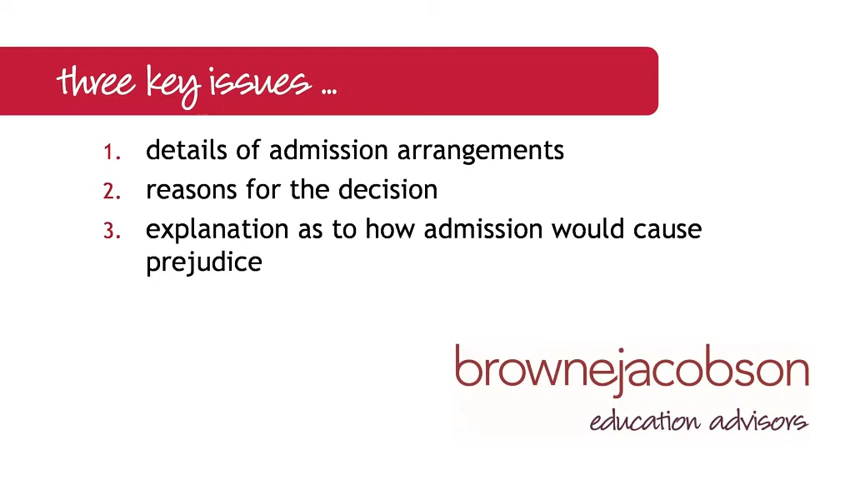 three key issues ...
1. details of admission arrangements
2. reasons for the decision
3. explanation as to how admission would cause
prejudice
brownejacobson
education advisors